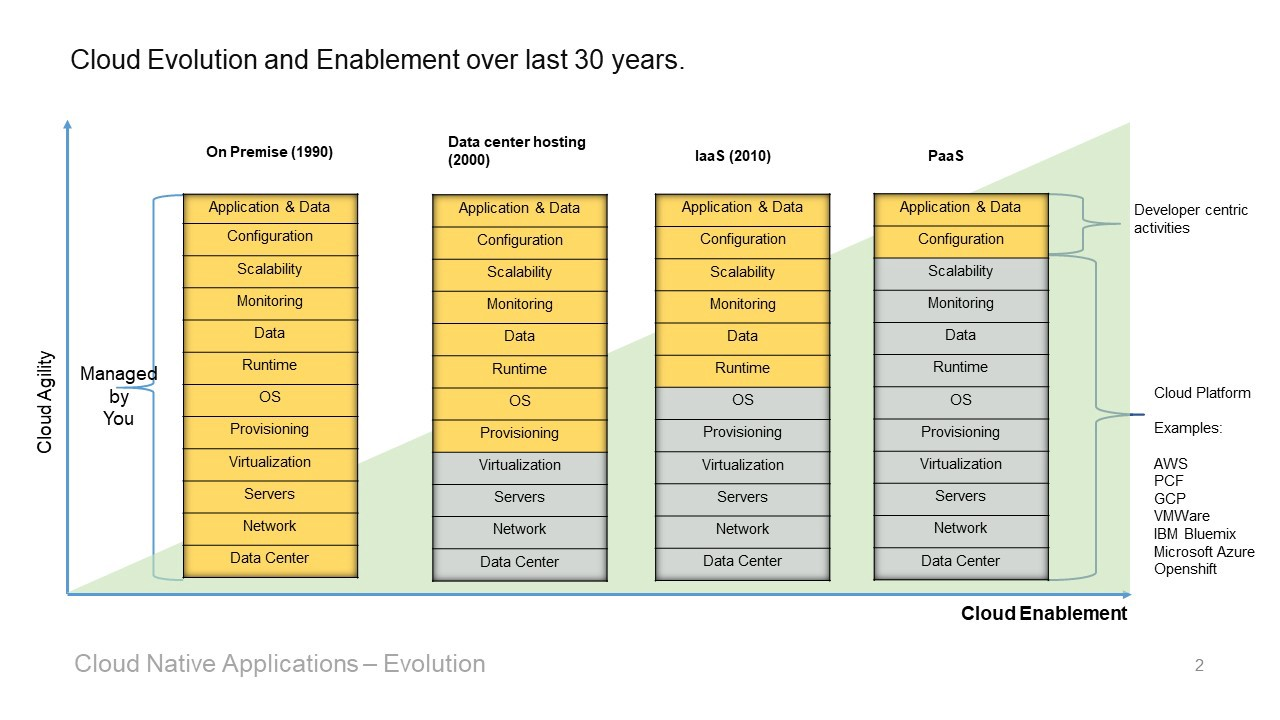 Cloud Evolution and Enablement over last 30 years.
Cloud Agility
Managed
by
You
On Premise (1990)
Application & Data
Configuration
Scalability
Monitoring
Data
Runtime
OS
Provisioning
Virtualization
Servers
Network
Data Center
Data center hosting
(2000)
Application & Data
Configuration
Scalability
Monitoring
Data
Runtime
OS
Provisioning
Virtualization
Servers
Network
Data Center
IaaS (2010)
Application & Data
Configuration
Scalability
Monitoring
Data
Runtime
OS
Provisioning
Virtualization
Servers
Network
Data Center
PaaS
Application & Data
Configuration
Scalability
Monitoring
Data
Runtime
OS
Provisioning
Virtualization
Servers
Network
Data Center
Developer centric
activities
Cloud Platform
Examples:
AWS
PCF
GCP
VMWare
IBM Bluemix
Microsoft Azure
Openshift
Cloud Enablement
Cloud Native Applications – Evolution
2